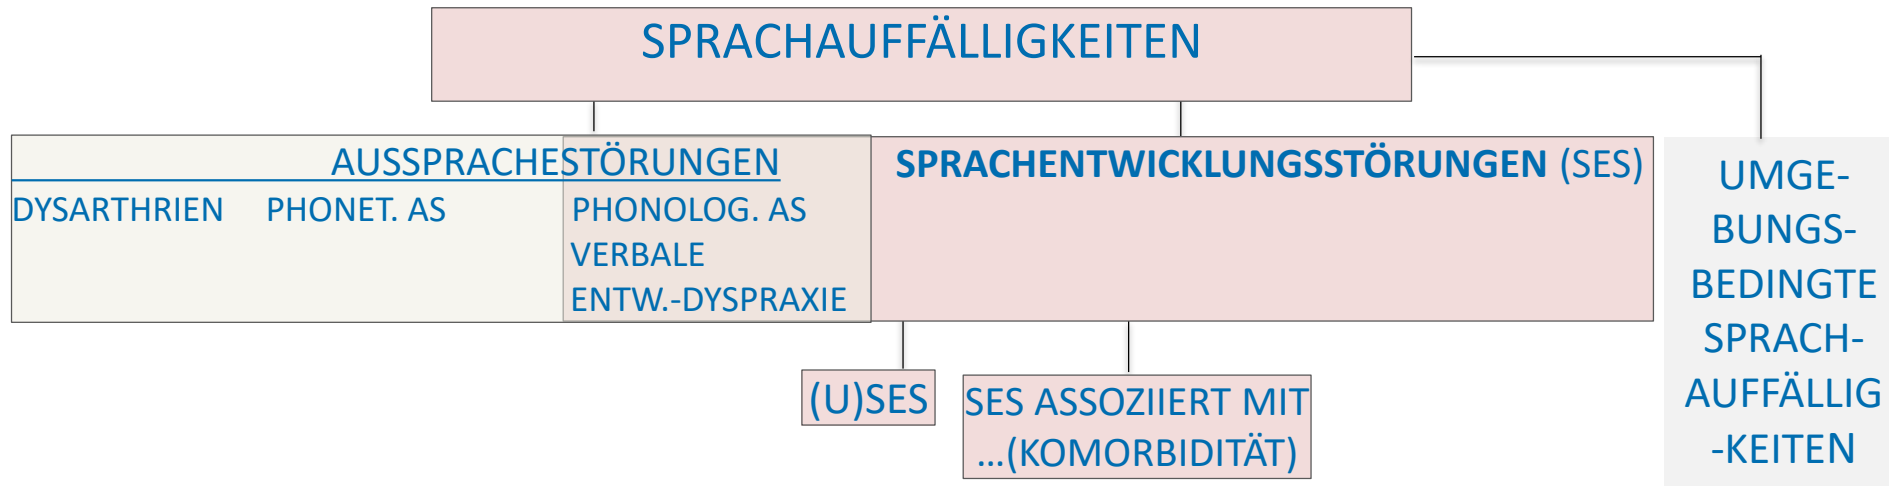 SPRACHAUFFÄLLIGKEITEN
AUSSPRACHESTÖRUNGEN
DYSARTHRIEN PHONET. AS PHONOLOG. AS
VERBALE
ENTW.-DYSPRAXIE
SPRACHENTWICKLUNGSSTÖRUNGEN (SES)
(U)SES
SES ASSOZIIERT MIT
...(KOMORBIDITÄT)
UMGE-
BUNGS-
BEDINGTE
SPRACH-
AUFFÄLLIG
-KEITEN